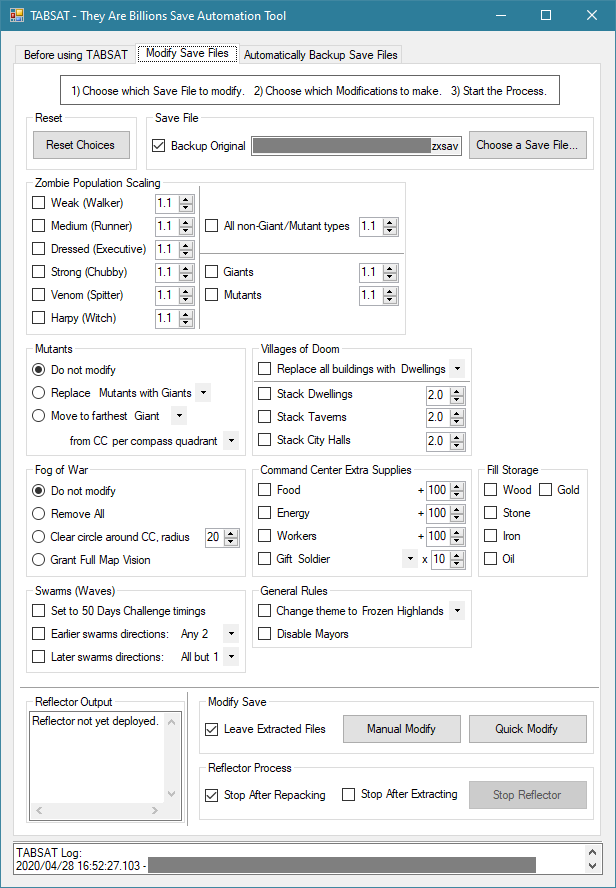 TABSAT - They Are Billions Save Automation Tool
Before using TABSAT
Modify Save Files
Automatically Backup Save Files
1) Choose which Save File to modify. 2) Choose which Modifications to make. 3) Start the Process.
Reset
Reset Choices
Save File
Backup Original
zxsav
Choose a Save File...
Zombie Population Scaling
Weak (Walker) 1.1
Medium (Runner) 1.1
Dressed (Executive) 1.1
Strong (Chubby) 1.1
Venom (Spitter) 1.1
Harpy (Witch) 1.1
All non-Giant/Mutant types 1.1
Giants 1.1
Mutants 1.1
Mutants
Do not modify
Replace Mutants with Giants
Move to farthest Giant
from CC per compass quadrant
Villages of Doom
Replace all buildings with Dwellings
Stack Dwellings 2.0
Stack Taverns 2.0
Stack City Halls 2.0
Fog of War
Do not modify
Remove All
Clear circle around CC, radius 20
Grant Full Map Vision
Command Center Extra Supplies
Food + 100
Energy + 100
Workers + 100
Gift Soldier x 10
Fill Storage
Wood Gold
Stone
Iron
Oil
Swarms (Waves)
Set to 50 Days Challenge timings
Earlier swarms directions: Any 2
Later swarms directions: All but 1
General Rules
Change theme to Frozen Highlands
Disable Mayors
Reflector Output
Reflector not yet deployed.
Modify Save
Leave Extracted Files
Manual Modify
Quick Modify
Reflector Process
Stop After Repacking
Stop After Extracting
Stop Reflector
TABSAT Log:
2020/04/28 16:52:27.103 -